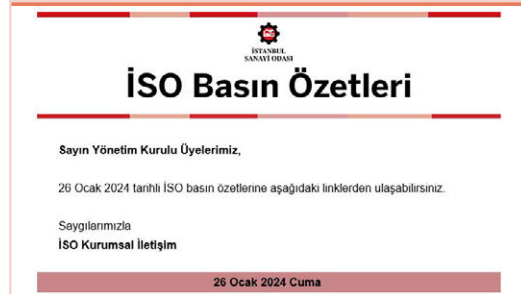 İSTANBUL
SANAYİ ODASI
İSO Basın Özetleri
Sayın Yönetim Kurulu Üyelerimiz,
26 Ocak 2024 tarihli İSO basın özetlerine aşağıdaki linklerden ulaşabilirsiniz.
Saygılarımızla
İSO Kurumsal İletişim
26 Ocak 2024 Cuma